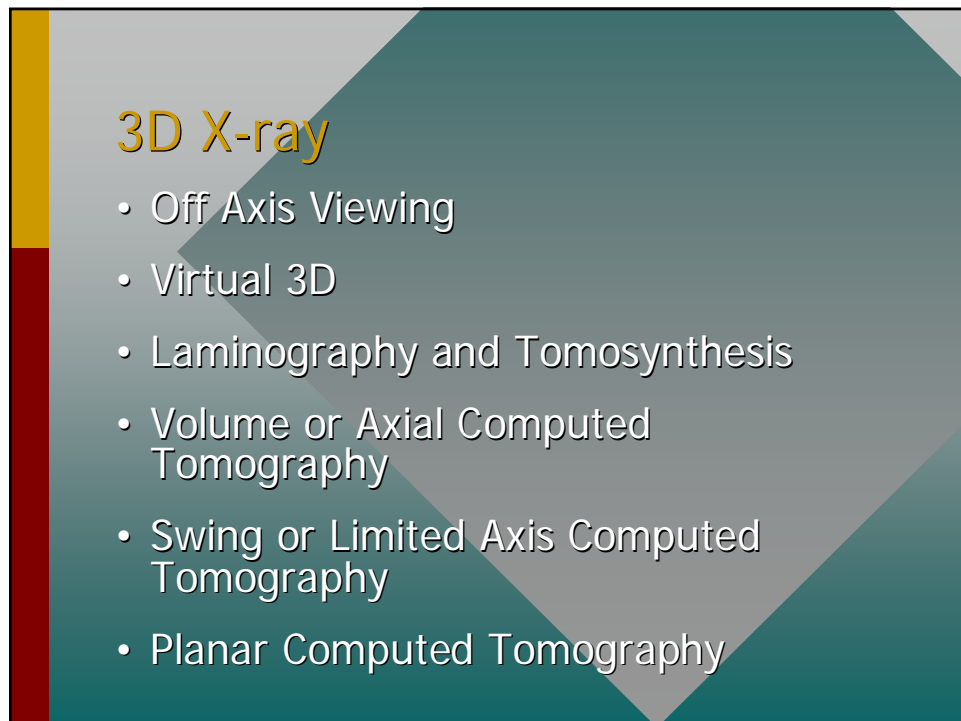 3D X-ray
• Off Axis Viewing
• Virtual 3D
• Laminography and Tomosynthesis
• Volume or Axial Computed
Tomography
• Swing or Limited Axis Computed
Tomography
• Planar Computed Tomography